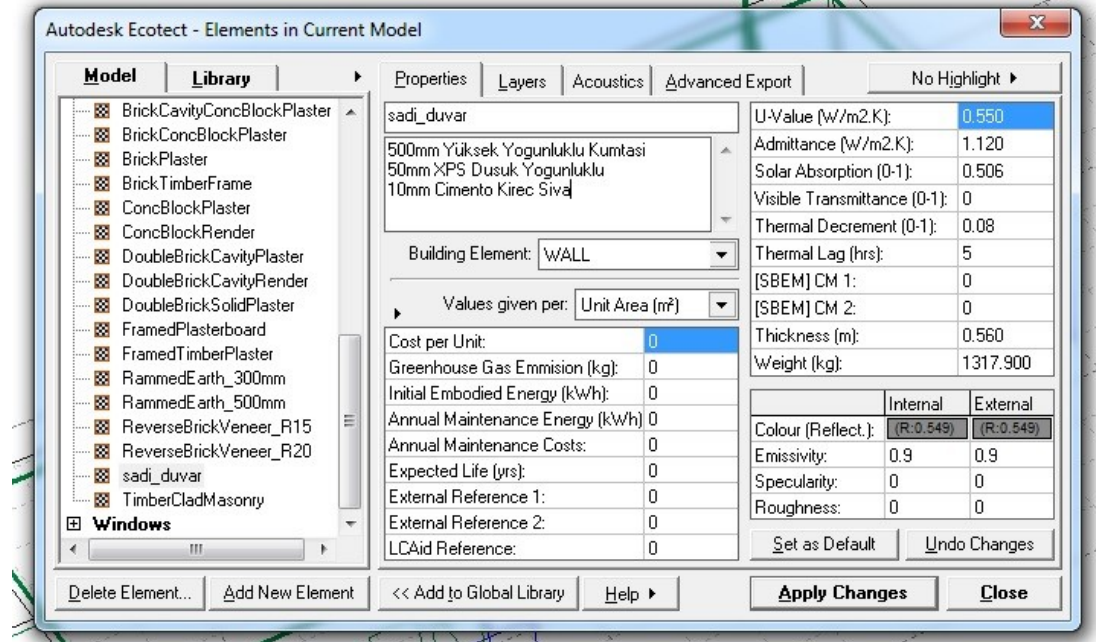 Autodesk Ecotect - Elements in Current Model
x
Model
Library
BrickCavityConcBlockPlaster
BrickConcBlockPlaster
BrickPlaster
BrickTimberFrame
ConcBlockPlaster
ConcBlockRender
DoubleBrickCavityPlaster
DoubleBrickCavityRender
DoubleBrickSolidPlaster
FramedPlasterboard
FramedTimberPlaster
RammedEarth_300mm
RammedEarth_500mm
ReverseBrickVeneer_R15
ReverseBrickVeneer_R20
sadi_duvar
TimberCladMasonry
Windows
Delete Element...
Add New Element
Properties
Layers
Acoustics
Advanced Export
No Highlight
sadi_duvar
500mm Yüksek Yogunluklu Kumtasi
50mm XPS Dusuk Yogunluklu
10mm Cimento Kirec Siva
Building Element: WALL
Values given per: Unit Area (m²)
Cost per Unit: 0
Greenhouse Gas Emmision (kg): 0
Initial Embodied Energy (kWh): 0
Annual Maintenance Energy (kWh) 0
Annual Maintenance Costs: 0
Expected Life (yrs): 0
External Reference 1: 0
External Reference 2: 0
LCAid Reference: 0
<< Add to Global Library
Help
U-Value (W/m2.K): 0.550
Admittance (W/m2.K): 1.120
Solar Absorption (0-1): 0.506
Visible Transmittance (0-1): 0
Thermal Decrement (0-1): 0.08
Thermal Lag (hrs): 5
[SBEM] CM 1: 0
[SBEM] CM 2: 0
Thickness (m): 0.560
Weight (kg): 1317.900
Internal External
Colour (Reflect.): (R:0.549) (R:0.549)
Emissivity: 0.9 0.9
Specularity: 0 0
Roughness: 0 0
Set as Default
Undo Changes
Apply Changes
Close